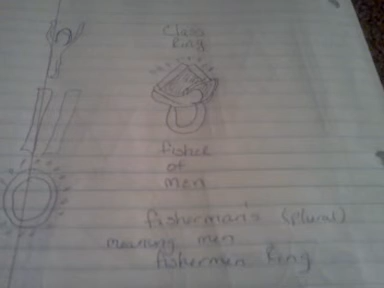 Class
Ring
fisher
of
men
fisherman's (plural)
meaning men
fishermen Ring